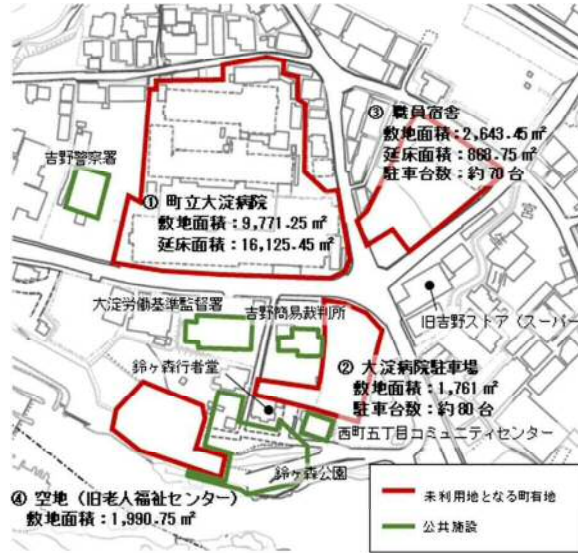 ③ 職員宿舎
敷地面積：2,643.45㎡
延床面積：868.75㎡
駐車台数：約70台
吉野警察署
① 町立大淀病院
敷地面積：9,771.25㎡
延床面積：16,125.45㎡
大淀労働基準監督署
吉野簡易裁判所
旧吉野ストア（スーパー
鈴ヶ森行者堂
② 大淀病院駐車場
敷地面積：1,761㎡
駐車台数：約80台
西町五丁目コミュニティセンター
鈴ヶ森公園
④ 空地（旧老人福祉センター）
敷地面積：1,990.75㎡
未利用地となる町有地
公共施設